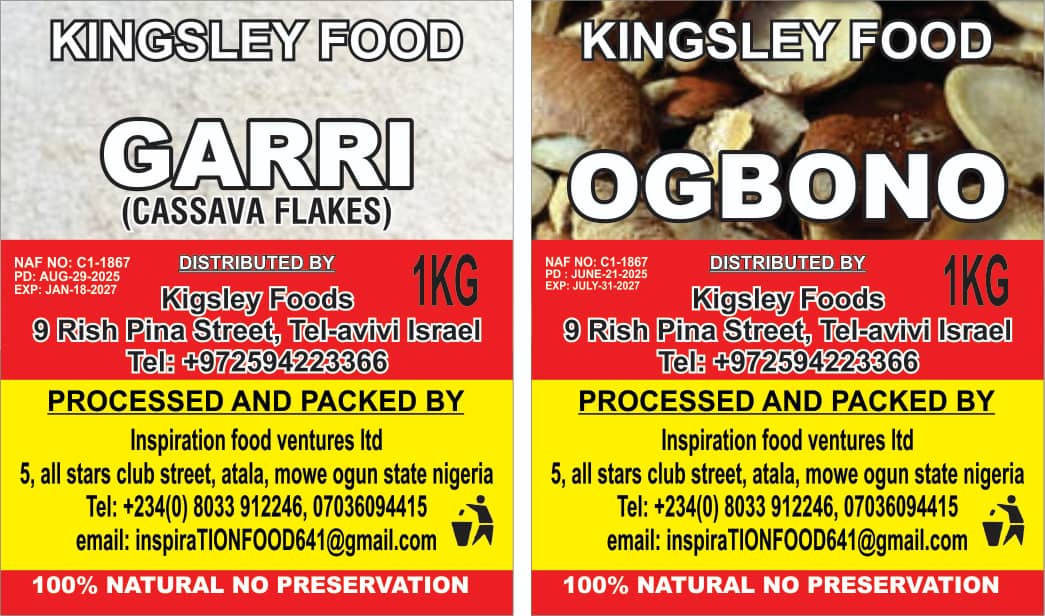 KINGSLEY FOOD
GARRI
(CASSAVA FLAKES)
NAF NO: C1-1867
PD: AUG-29-2025
EXP: JAN-18-2027
DISTRIBUTED BY
1KG
Kigsley Foods
9 Rish Pina Street, Tel-avivi Israel
Tel: +972594223366
PROCESSED AND PACKED BY
Inspiration food ventures ltd
5, all stars club street, atala, mowe ogun state nigeria
Tel: +234(0) 8033 912246, 07036094415
email: inspiraTIONFOOD641@gmail.com
100% NATURAL NO PRESERVATION
KINGSLEY FOOD
OGBONO
NAF NO: C1-1867
PD : JUNE-21-2025
EXP: JULY-31-2027
DISTRIBUTED BY
1KG
Kigsley Foods
9 Rish Pina Street, Tel-avivi Israel
Tel: +972594223366
PROCESSED AND PACKED BY
Inspiration food ventures ltd
5, all stars club street, atala, mowe ogun state nigeria
Tel: +234(0) 8033 912246, 07036094415
email: inspiraTIONFOOD641@gmail.com
100% NATURAL NO PRESERVATION